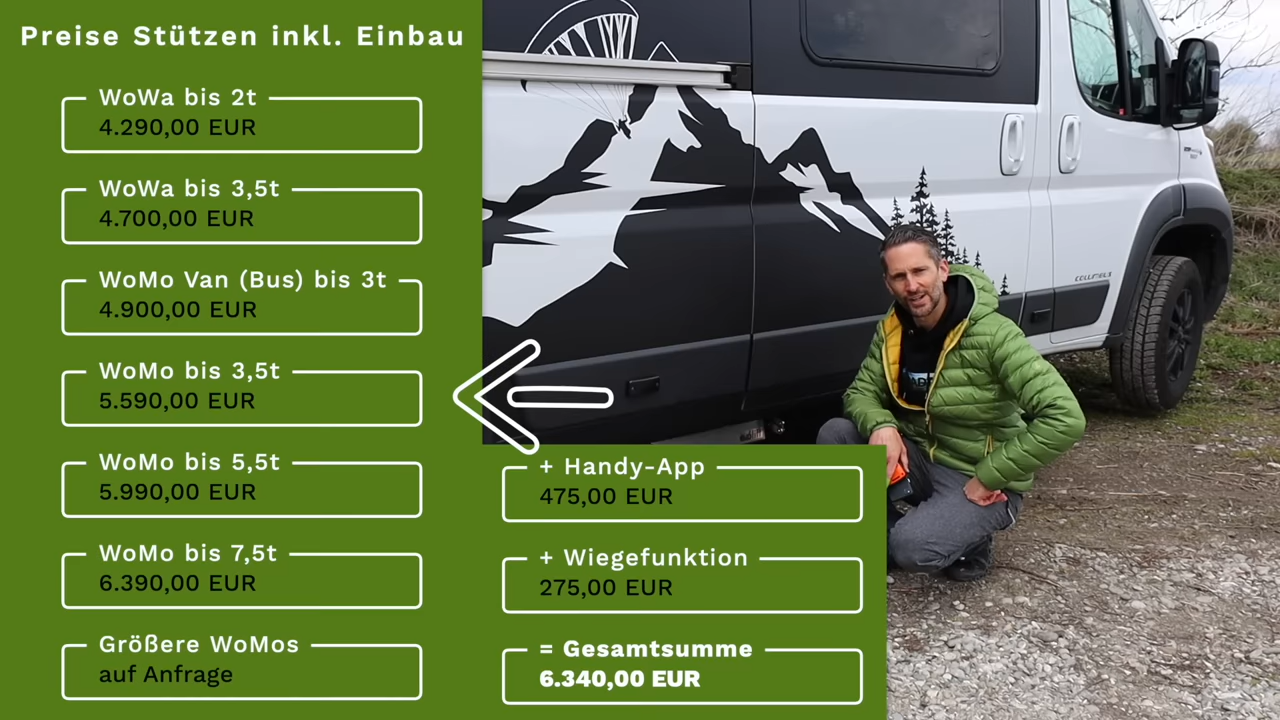 Preise Stützen inkl. Einbau
WoWa bis 2t
4.290,00 EUR
WoWa bis 3,5t
4.700,00 EUR
WoMo Van (Bus) bis 3t
4.900,00 EUR
WoMo bis 3,5t
5.590,00 EUR
WoMo bis 5,5t
5.990,00 EUR
WoMo bis 7,5t
6.390,00 EUR
Größere WoMos
auf Anfrage
+ Handy-App
475,00 EUR
+ Wiegefunktion
275,00 EUR
= Gesamtsumme
6.340,00 EUR
COLUMBUS